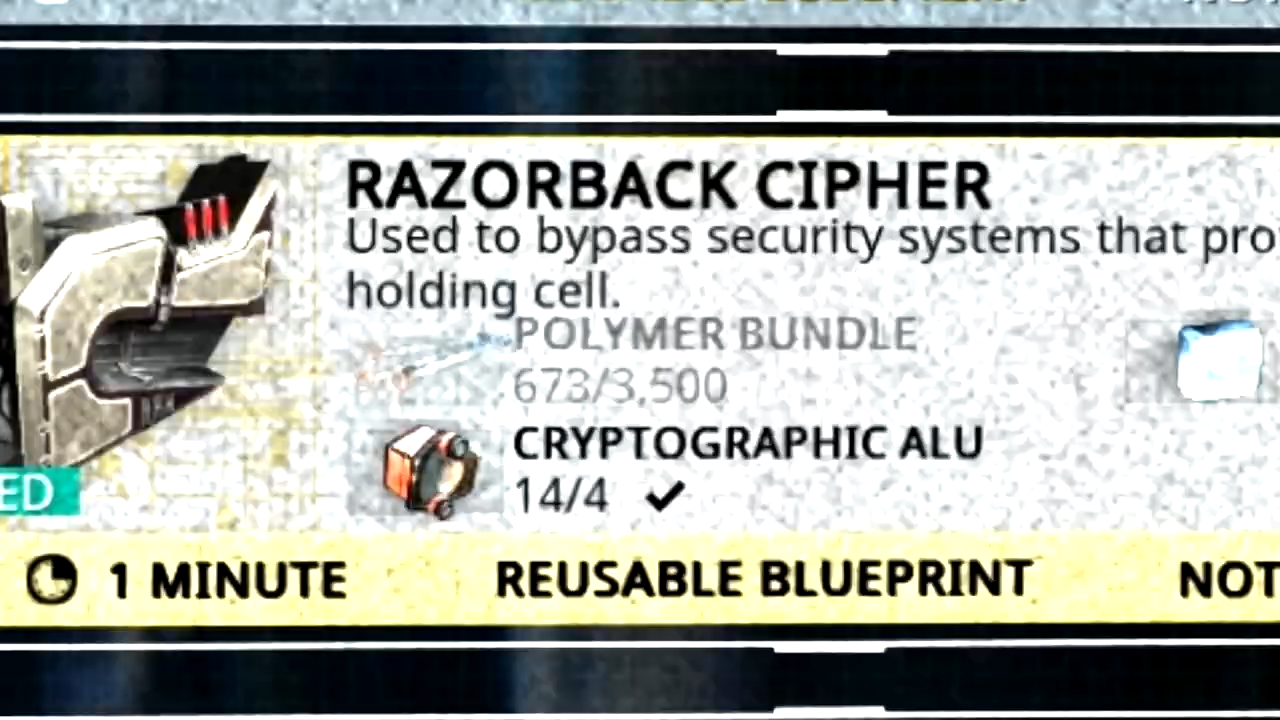 RAZORBACK CIPHER
Used to bypass security systems that pro
holding cell.
POLYMER BUNDLE
673/3,500
CRYPTOGRAPHIC ALU
14/4
ED
1 MINUTE REUSABLE BLUEPRINT NOT